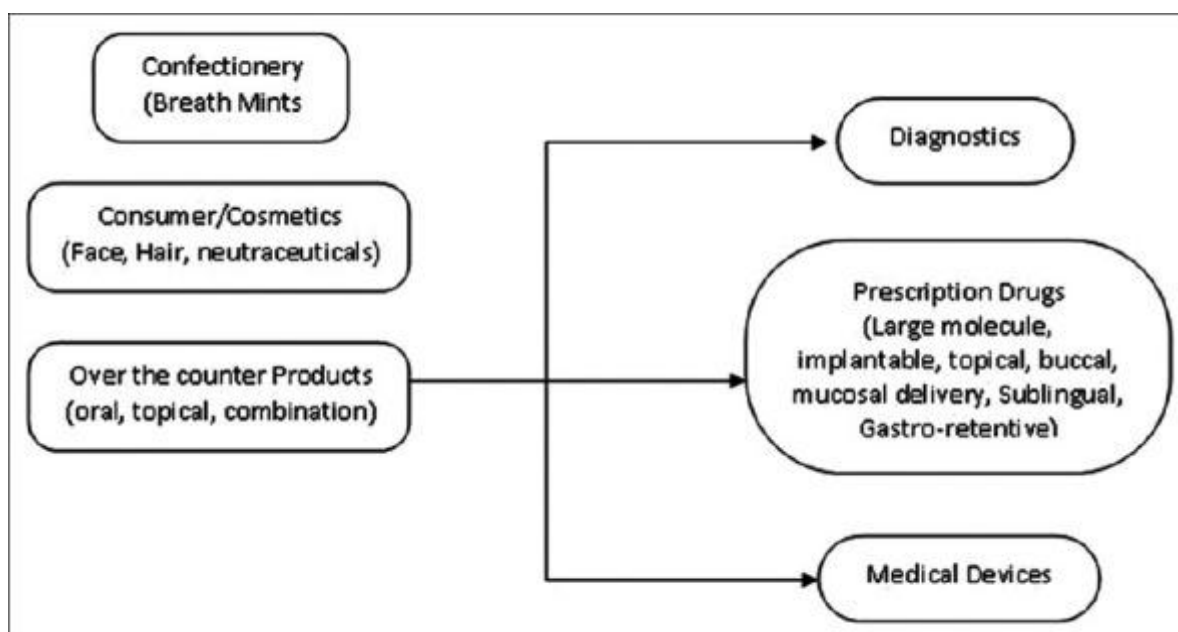 Confectionery
(Breath Mints
Consumer/Cosmetics
(Face, Hair, neutraceuticals)
Over the counter Products
(oral, topical, combination)
Diagnostics
Prescription Drugs
(Large molecule,
implantable, topical, buccal,
mucosal delivery, Sublingual,
Gastro-retentive)
Medical Devices